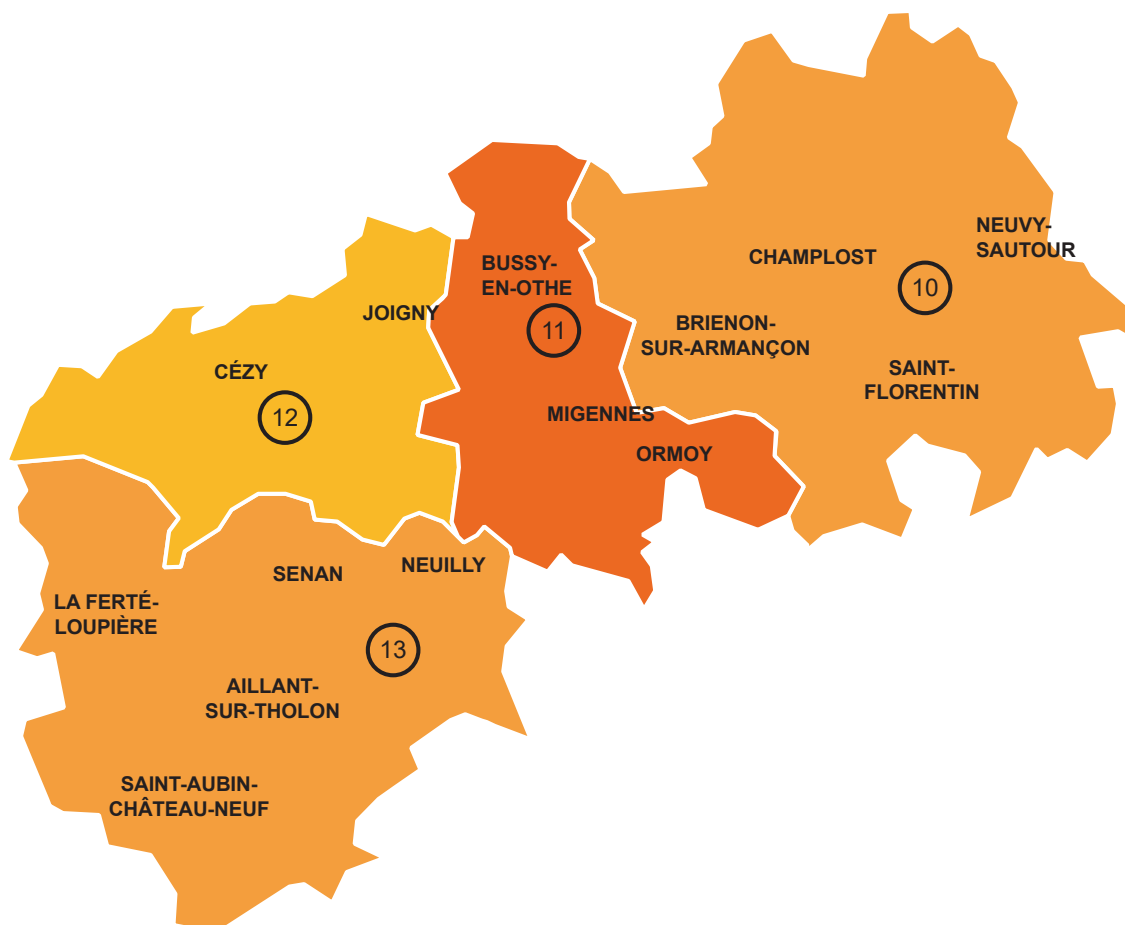 NEUVY-
SAUTOUR
CHAMPLOST
10
BUSSY-
EN-OTHE
11
JOIGNY
BRIENON-
SUR-ARMANÇON
SAINT-
FLORENTIN
CÉZY
12
MIGENNES
ORMOY
NEUILLY
SENAN
LA FERTÉ-
LOUPIÈRE
13
AILLANT-
SUR-THOLON
SAINT-AUBIN-
CHÂTEAU-NEUF